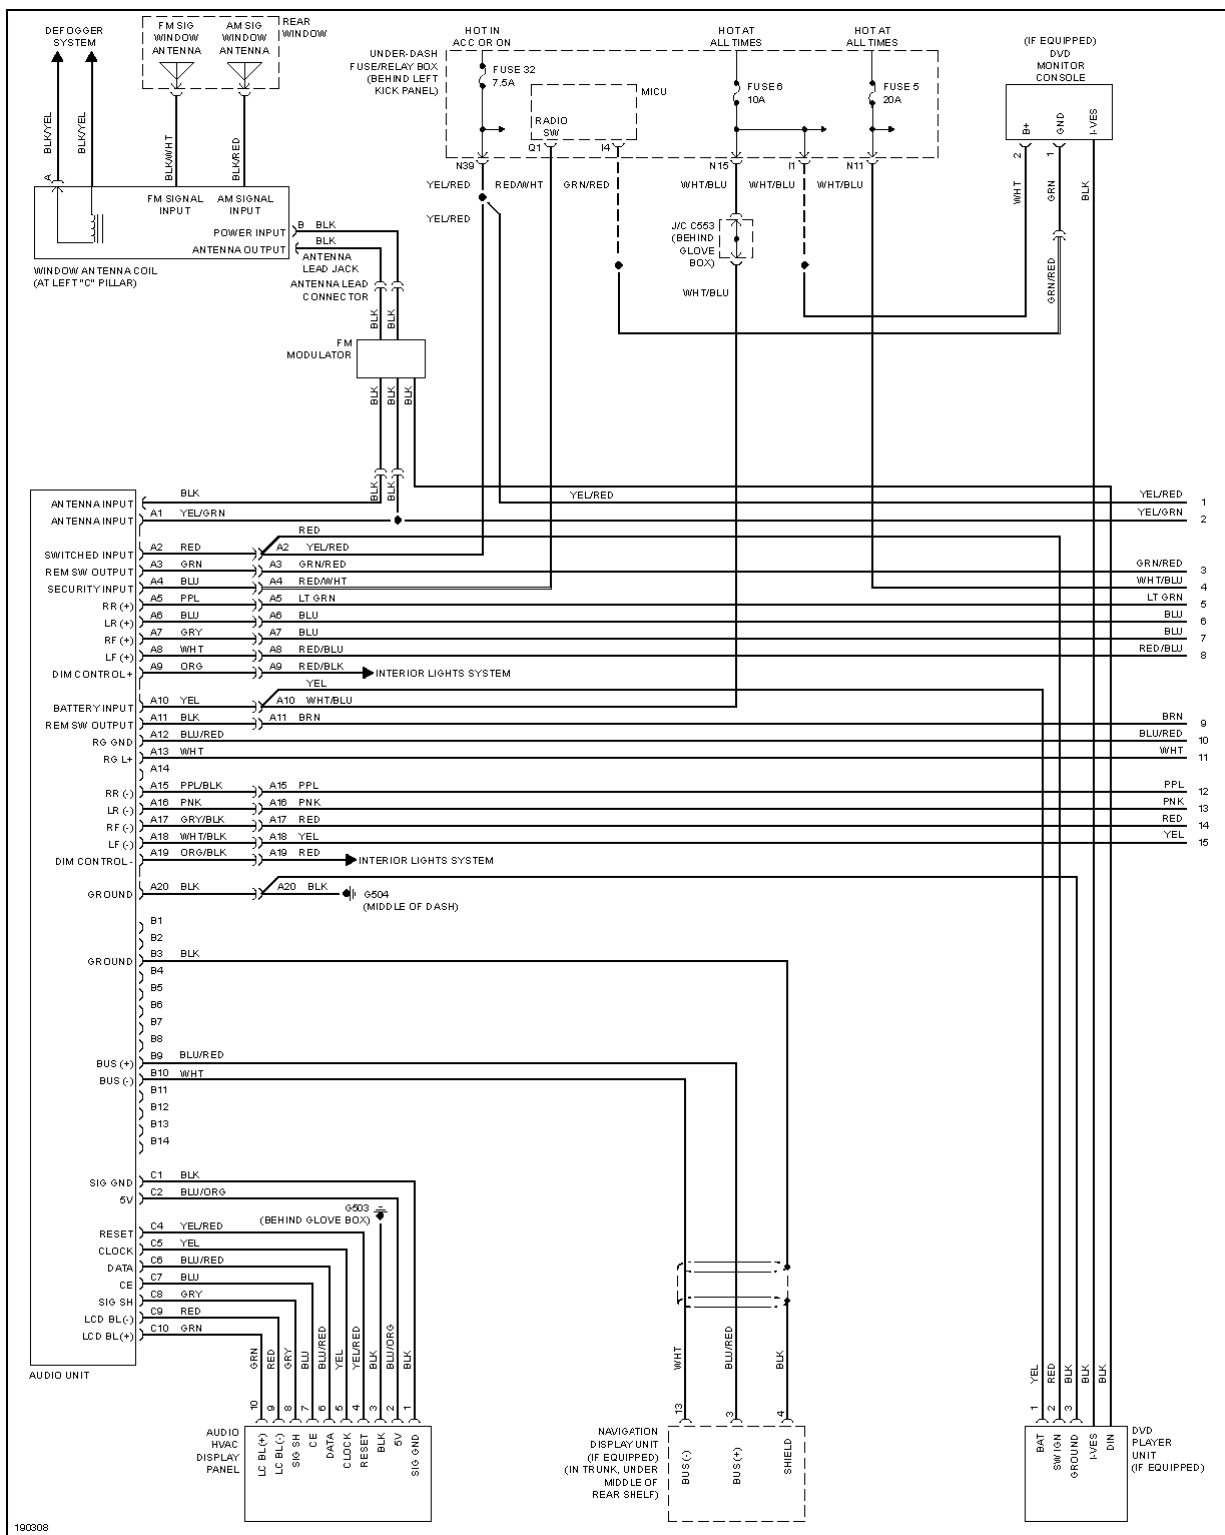 DEFOGGER
SYSTEM
FM SIG
WINDOW
ANTENNA
AM SIG
WINDOW
ANTENNA
REAR
WINDOW
BLK/YEL
BLK/YEL
BLK/WHT
BLK/RED
A
FM SIGNAL
INPUT
AM SIGNAL
INPUT
POWER INPUT
ANTENNA OUTPUT
B BLK
BLK
ANTENNA
LEAD JACK
ANTENNA LEAD
CONNECTOR
WINDOW ANTENNA COIL
(AT LEFT "C" PILLAR)
BLK
BLK
FM
MODULATOR
BLK
BLK
BLK
BLK
BLK
HOT IN
ACC OR ON
HOT AT
ALL TIMES
HOT AT
ALL TIMES
UNDER-DASH
FUSE/RELAY BOX
(BEHIND LEFT
KICK PANEL)
FUSE 32
7.5A
MICU
RADIO
SW
FUSE 6
10A
FUSE 5
20A
N39
Q1
I4
N15
I1
N11
YEL/RED
RED/WHT
GRN/RED
WHT/BLU
WHT/BLU
WHT/BLU
YEL/RED
J/C C553
(BEHIND
GLOVE
BOX)
WHT/BLU
(IF EQUIPPED)
DVD
MONITOR
CONSOLE
B+
GND
I-VES
2
1
WHT
GRN
BLK
GRN/RED
ANTENNA INPUT
BLK
YEL/RED
YEL/RED
1
ANTENNA INPUT
A1 YEL/GRN
YEL/GRN
2
RED
SWITCHED INPUT
A2 RED
A2 YEL/RED
REM SW OUTPUT
A3 GRN
A3 GRN/RED
GRN/RED
3
SECURITY INPUT
A4 BLU
A4 RED/WHT
WHT/BLU
4
RR (+)
A5 PPL
A5 LT GRN
LT GRN
5
LR (+)
A6 BLU
A6 BLU
BLU
6
RF (+)
A7 GRY
A7 BLU
BLU
7
LF (+)
A8 WHT
A8 RED/BLU
RED/BLU
8
DIM CONTROL+
A9 ORG
A9 RED/BLK
INTERIOR LIGHTS SYSTEM
YEL
BATTERY INPUT
A10 YEL
A10 WHT/BLU
REM SW OUTPUT
A11 BLK
A11 BRN
BRN
9
RG GND
A12 BLU/RED
BLU/RED
10
RG L+
A13 WHT
WHT
11
A14
RR (-)
A15 PPL/BLK
A15 PPL
PPL
12
LR (-)
A16 PNK
A16 PNK
PNK
13
RF (-)
A17 GRY/BLK
A17 RED
RED
14
LF (-)
A18 WHT/BLK
A18 YEL
YEL
15
DIM CONTROL-
A19 ORG/BLK
A19 RED
INTERIOR LIGHTS SYSTEM
GROUND
A20 BLK
A20 BLK
G504
(MIDDLE OF DASH)
B1
B2
GROUND
B3 BLK
B4
B5
B6
B7
B8
BUS (+)
B9 BLU/RED
BUS (-)
B10 WHT
B11
B12
B13
B14
SIG GND
C1 BLK
5V
C2 BLU/ORG
G503
(BEHIND GLOVE BOX)
RESET
C4 YEL/RED
CLOCK
C5 YEL
DATA
C6 BLU/RED
CE
C7 BLU
SIG SH
C8 GRY
LCD BL(-)
C9 RED
LCD BL(+)
C10 GRN
AUDIO UNIT
GRN
RED
GRY
BLU
BLU/RED
YEL
YEL/RED
BLK
BLU/ORG
BLK
10
9
8
7
6
5
4
3
2
1
AUDIO
HVAC
DISPLAY
PANEL
LC BL(+)
LC BL(-)
SIG SH
CE
DATA
CLOCK
RESET
BLK
5V
SIG GND
WHT
BLU/RED
BLK
13
3
4
NAVIGATION
DISPLAY UNIT
(IF EQUIPPED)
(IN TRUNK, UNDER
MIDDLE OF
REAR SHELF)
BUS (-)
BUS (+)
SHIELD
YEL
RED
BLK
BLK
BLK
1
2
3
BAT
SW IGN
GROUND
I-VES
DIN
DVD
PLAYER
UNIT
(IF EQUIPPED)
190308